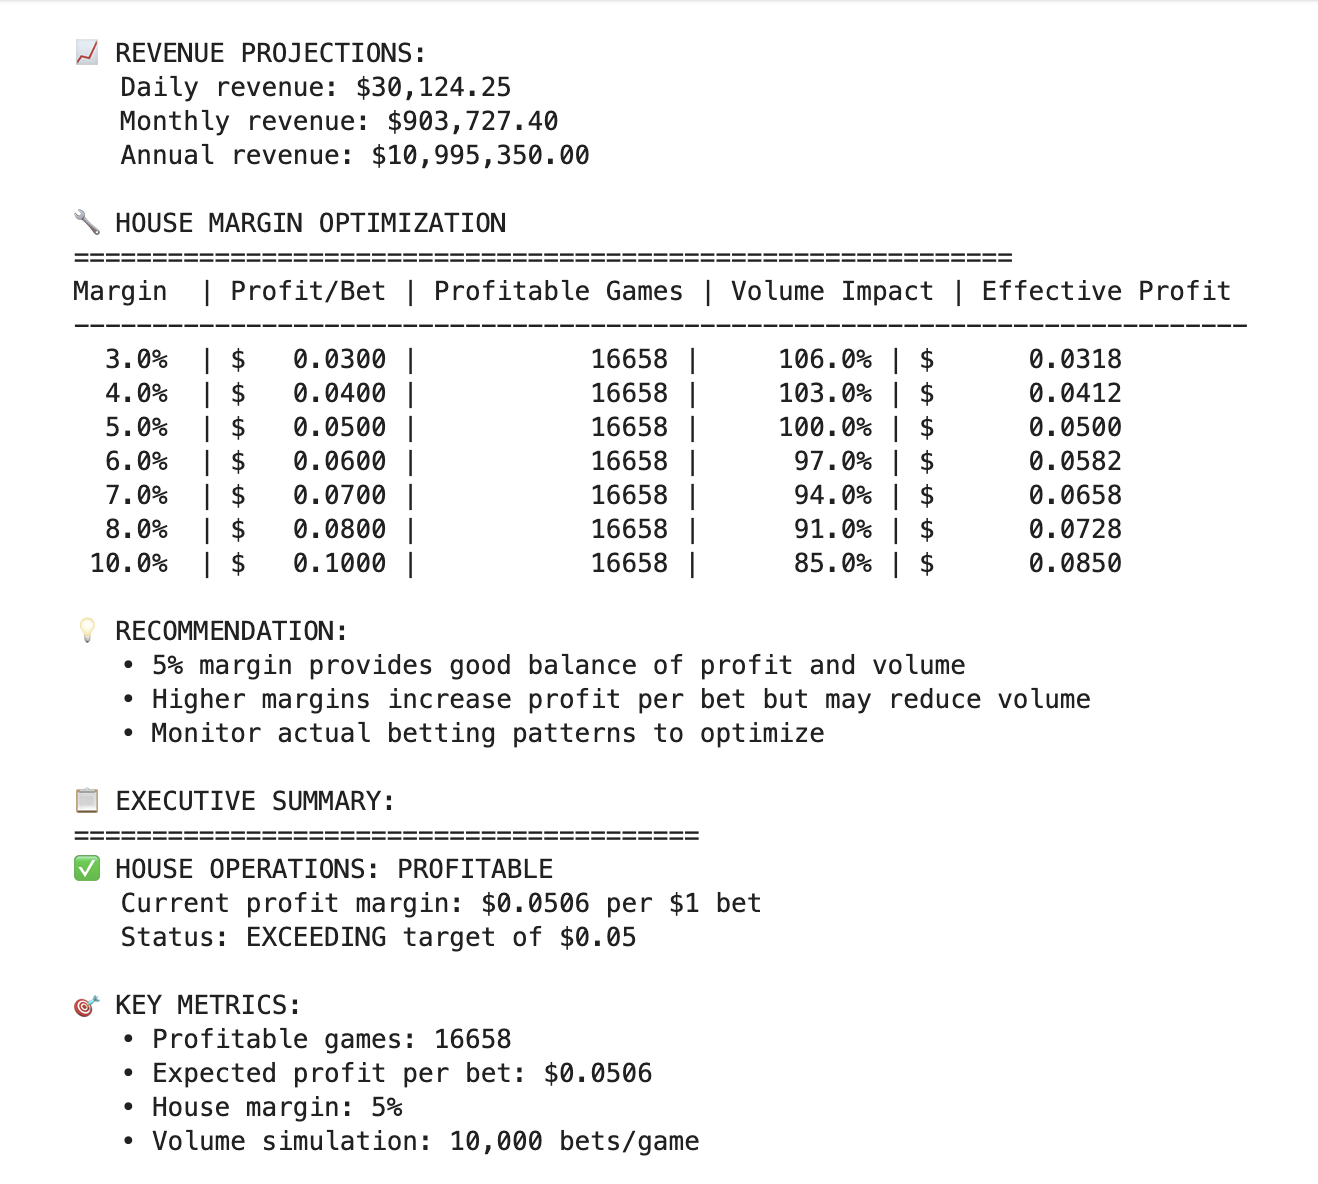 📈 REVENUE PROJECTIONS:
Daily revenue: $30,124.25
Monthly revenue: $903,727.40
Annual revenue: $10,995,350.00
🔧 HOUSE MARGIN OPTIMIZATION
============================================================
Margin | Profit/Bet | Profitable Games | Volume Impact | Effective Profit
---------------------------------------------------------------------------
3.0% | $ 0.0300 | 16658 | 106.0% | $ 0.0318
4.0% | $ 0.0400 | 16658 | 103.0% | $ 0.0412
5.0% | $ 0.0500 | 16658 | 100.0% | $ 0.0500
6.0% | $ 0.0600 | 16658 | 97.0% | $ 0.0582
7.0% | $ 0.0700 | 16658 | 94.0% | $ 0.0658
8.0% | $ 0.0800 | 16658 | 91.0% | $ 0.0728
10.0% | $ 0.1000 | 16658 | 85.0% | $ 0.0850
💡 RECOMMENDATION:
• 5% margin provides good balance of profit and volume
• Higher margins increase profit per bet but may reduce volume
• Monitor actual betting patterns to optimize
📋 EXECUTIVE SUMMARY:
========================================
✅ HOUSE OPERATIONS: PROFITABLE
Current profit margin: $0.0506 per $1 bet
Status: EXCEEDING target of $0.05
🎯 KEY METRICS:
• Profitable games: 16658
• Expected profit per bet: $0.0506
• House margin: 5%
• Volume simulation: 10,000 bets/game